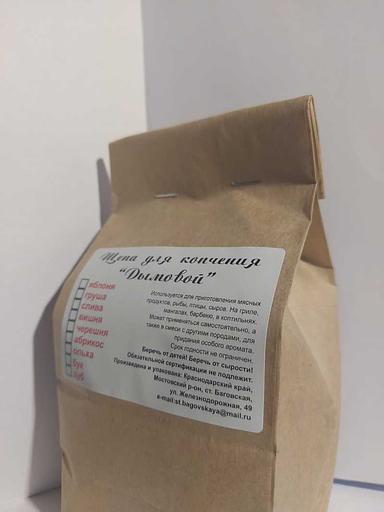 Щепа для копчения
"Дымовой"
яблоня
груша
слива
вишня
черешня
абрикос
ольха
бук
дуб
Используется для приготовления мясных
продуктов, рыбы, птицы, сыров. На гриле,
мангалах, барбекю, в коптильнях.
Может применяться самостоятельно, а
также в смеси с другими породами, для
придания особого аромата.
Срок годности не ограничен.
Беречь от детей! Беречь от сырости!
Обязательной сертификации не подлежит.
Произведена и упакована: Краснодарский край,
Мостовский р-он, ст. Баговская,
ул. Железнодорожная, 49
e-mail:st.bagovskaya@mail.ru